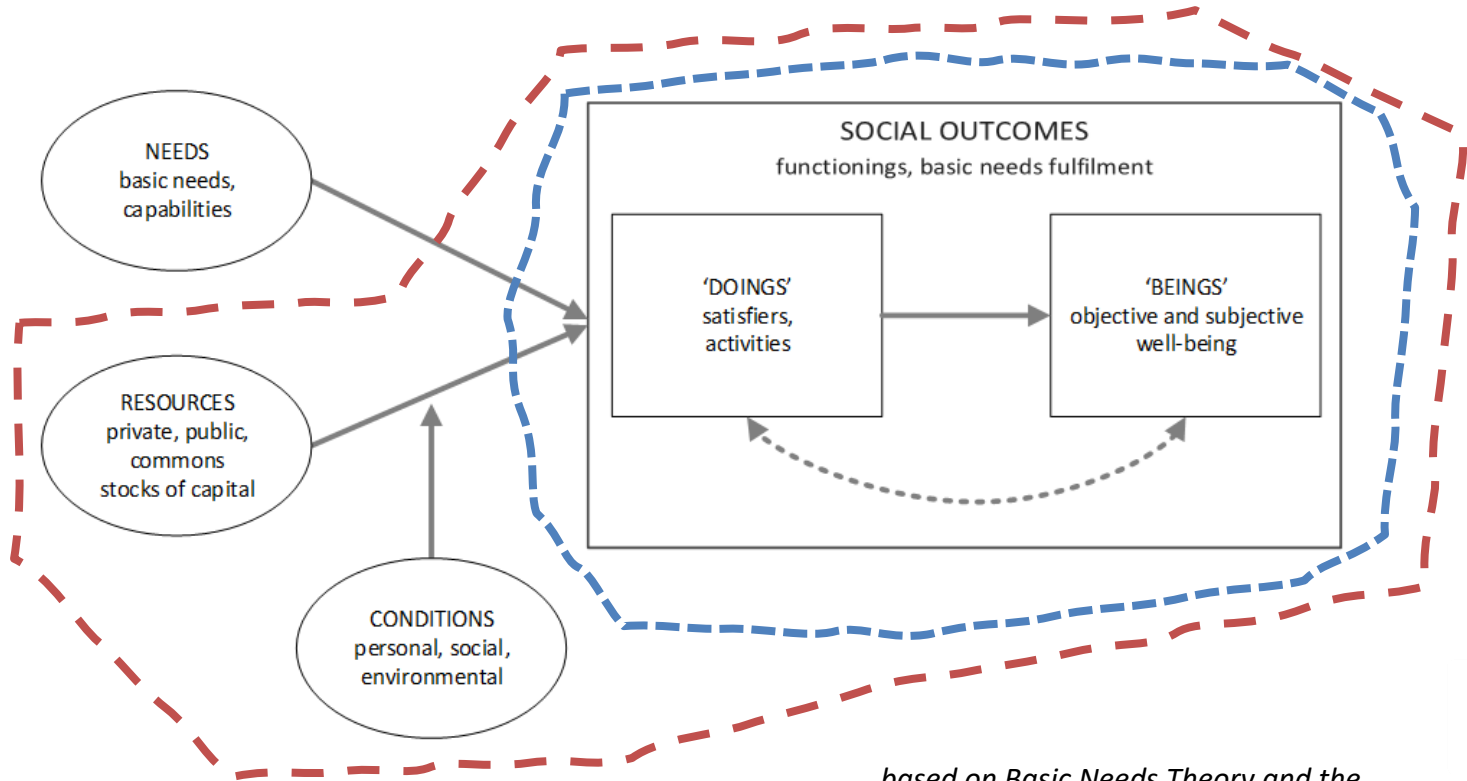 NEEDS
basic needs,
capabilities
RESOURCES
private, public,
commons
stocks of capital
CONDITIONS
personal, social,
environmental
SOCIAL OUTCOMES
functionings, basic needs fulfilment
‘DOINGS’
satisfiers,
activities
‘BEINGS’
objective and subjective
well-being
based on Basic Needs Theory and the